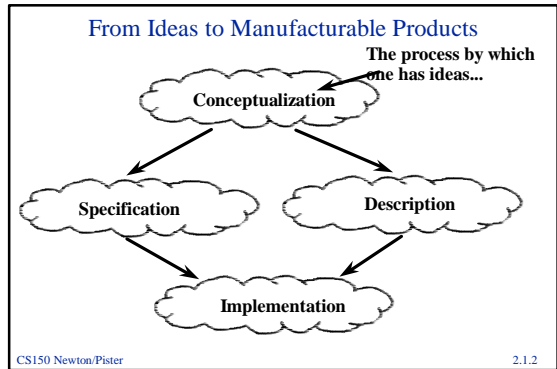 From Ideas to Manufacturable Products
The process by which
one has ideas...
Conceptualization
Specification
Description
Implementation
CS150 Newton/Pister
2.1.2